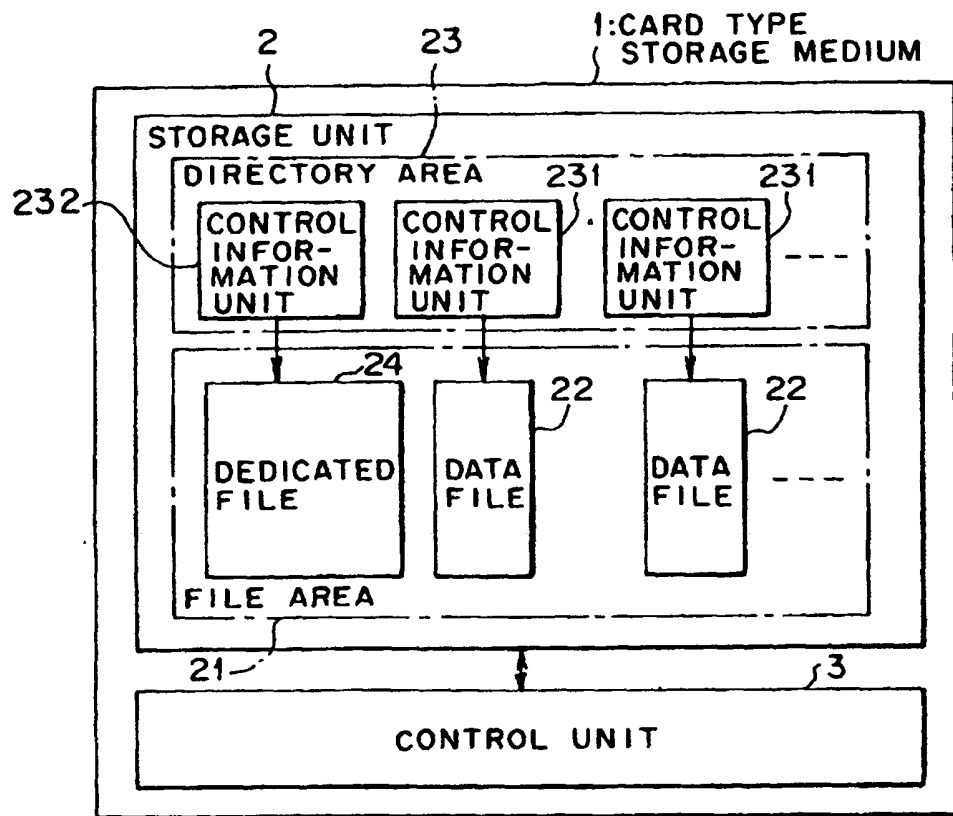 1:CARD TYPE
STORAGE MEDIUM
2
23
STORAGE UNIT
DIRECTORY AREA
231
231
232
CONTROL
INFOR-
MATION
UNIT
CONTROL
INFOR-
MATION
UNIT
CONTROL
INFOR-
MATION
UNIT
24
22
22
DEDICATED
FILE
DATA
FILE
DATA
FILE
FILE AREA
21
3
CONTROL UNIT